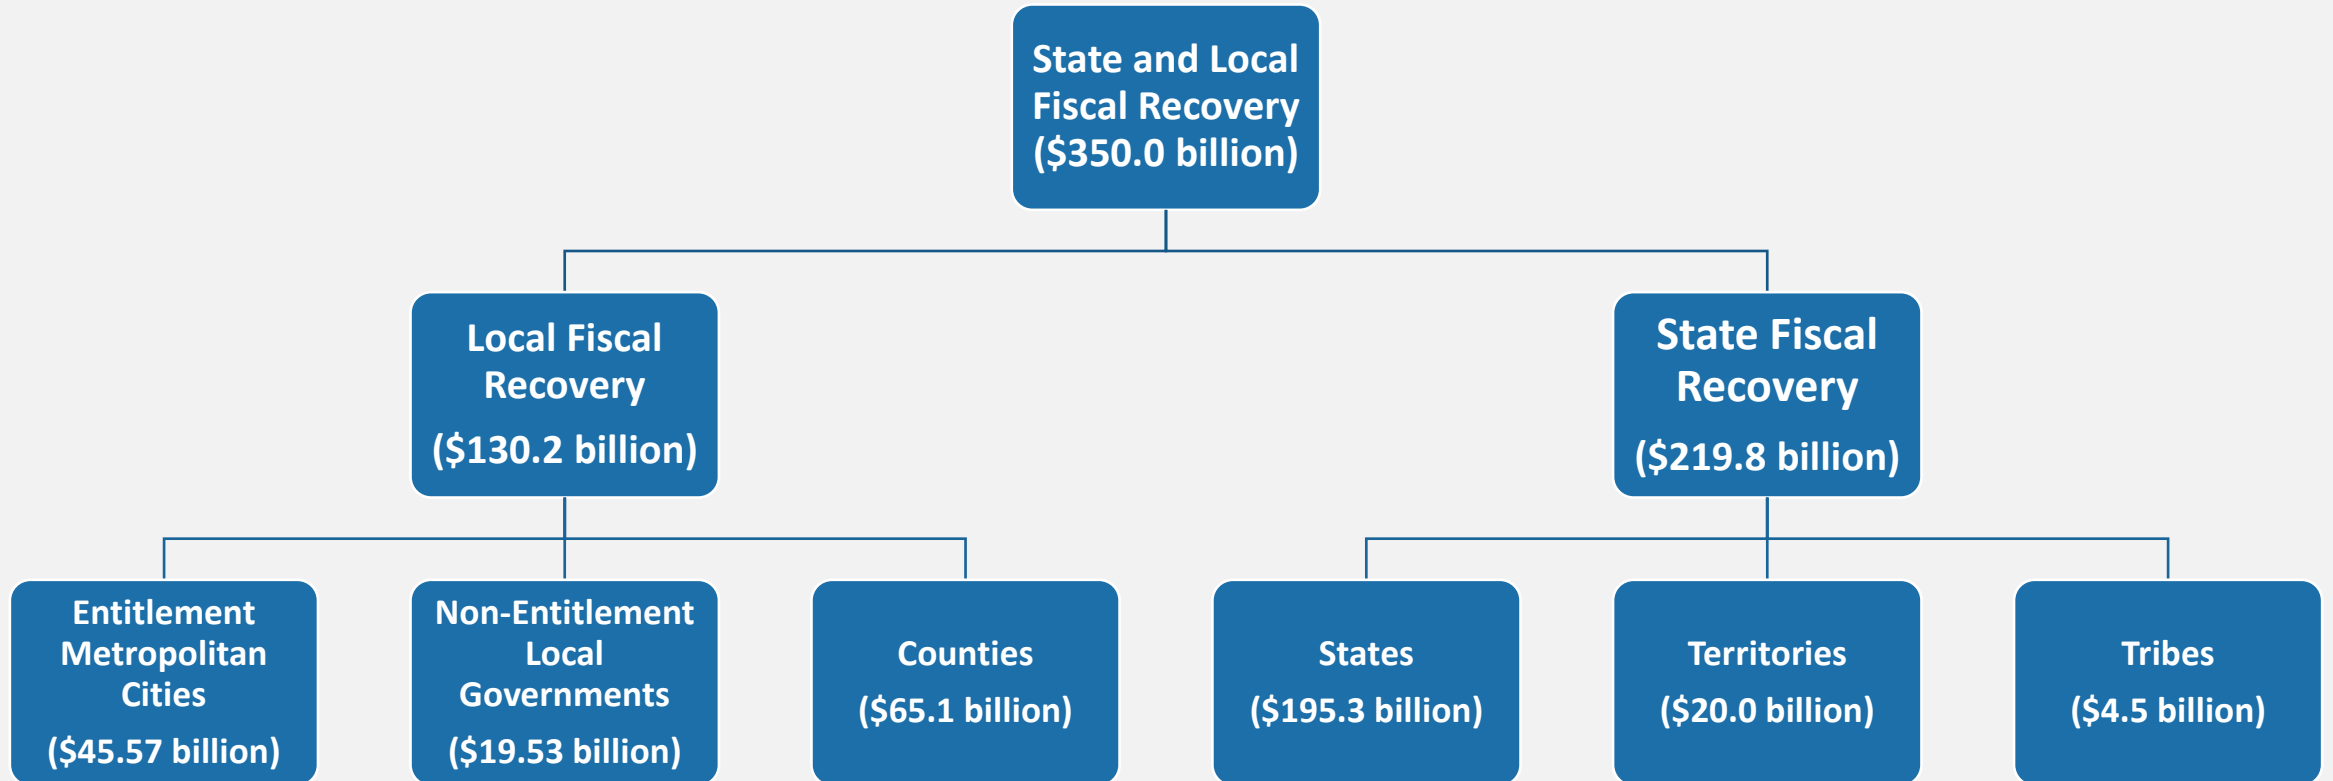 State and Local
Fiscal Recovery
($350.0 billion)
Local Fiscal
Recovery
($130.2 billion)
State Fiscal
Recovery
($219.8 billion)
Entitlement
Metropolitan
Cities
($45.57 billion)
Non-Entitlement
Local
Governments
($19.53 billion)
Counties
($65.1 billion)
States
($195.3 billion)
Territories
($20.0 billion)
Tribes
($4.5 billion)